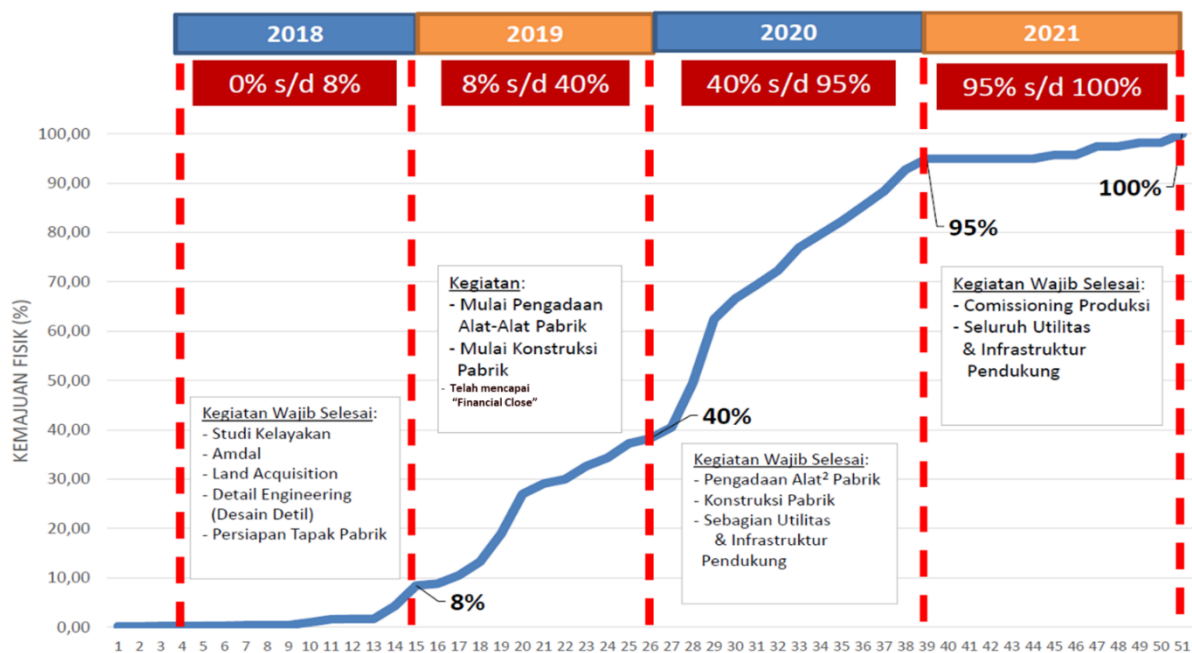 2018
2019
2020
2021
0% s/d 8%
8% s/d 40%
40% s/d 95%
95% s/d 100%
KEMAJUAN FISIK (%)
100,00
90,00
80,00
70,00
60,00
50,00
40,00
30,00
20,00
10,00
0,00
Kegiatan Wajib Selesai:
- Studi Kelayakan
- Amdal
- Land Acquisition
- Detail Engineering
(Desain Detil)
- Persiapan Tapak Pabrik
8%
Kegiatan:
- Mulai Pengadaan
Alat-Alat Pabrik
- Mulai Konstruksi
Pabrik
- Telah mencapai
“Financial Close”
40%
Kegiatan Wajib Selesai:
- Pengadaan Alat² Pabrik
- Konstruksi Pabrik
- Sebagian Utilitas
& Infrastruktur
Pendukung
95%
100%
Kegiatan Wajib Selesai:
- Comissioning Produksi
- Seluruh Utilitas
& Infrastruktur
Pendukung
1 2 3 4 5 6 7 8 9 10 11 12 13 14 15 16 17 18 19 20 21 22 23 24 25 26 27 28 29 30 31 32 33 34 35 36 37 38 39 40 41 42 43 44 45 46 47 48 49 50 51